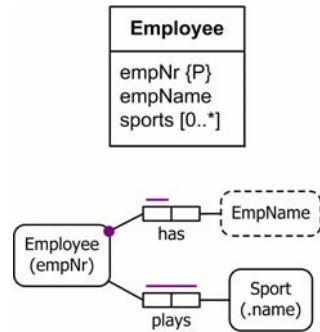 Employee
empNr {P}
empName
sports [0..*]
EmpName
has
Employee
(empNr)
Sport
(.name)
plays